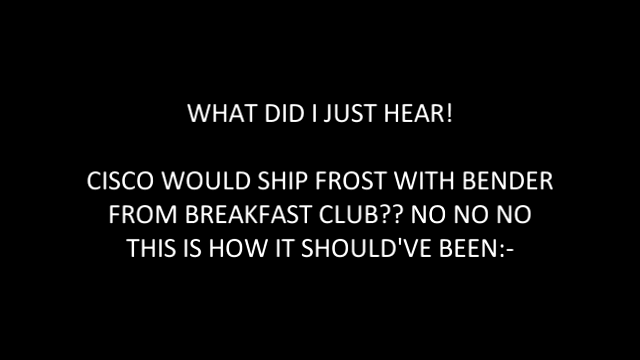 WHAT DID I JUST HEAR!
CISCO WOULD SHIP FROST WITH BENDER
FROM BREAKFAST CLUB?? NO NO NO
THIS IS HOW IT SHOULD'VE BEEN:-